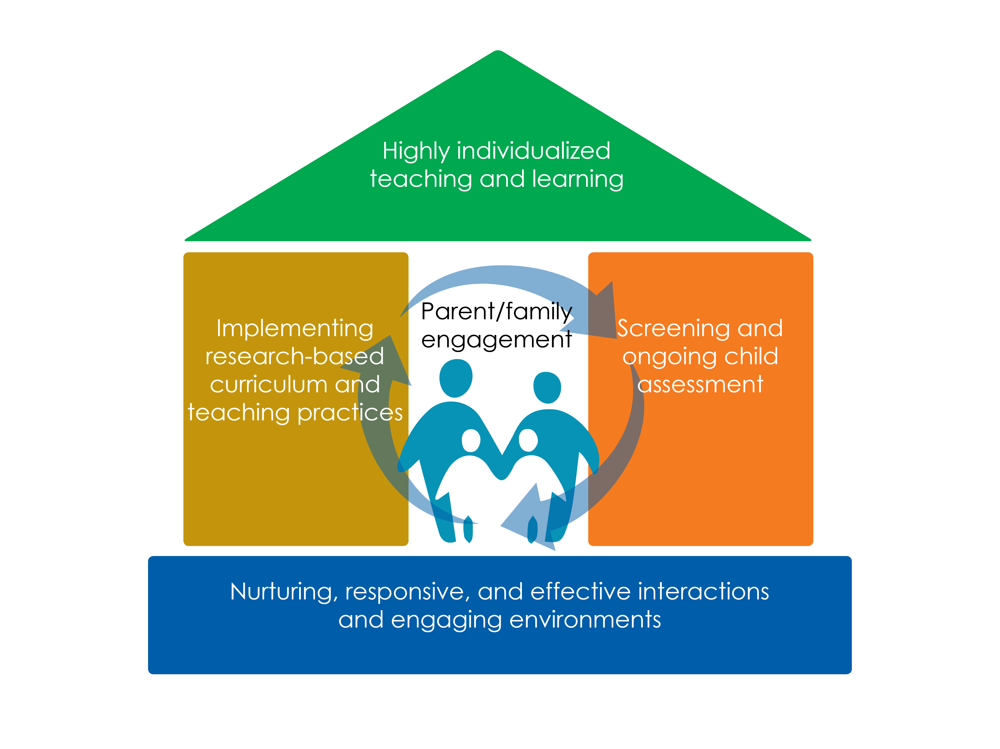 Highly individualized
teaching and learning
Implementing
research-based
curriculum and
teaching practices
Parent/family
engagement
Screening and
ongoing child
assessment
Nurturing, responsive, and effective interactions
and engaging environments